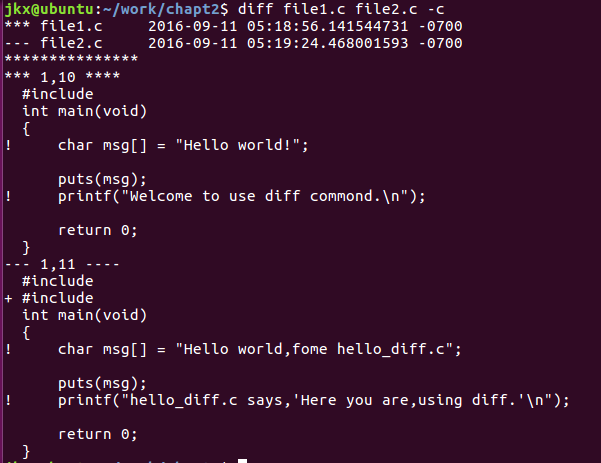 jkx@ubuntu:~/work/chapt2$ diff file1.c file2.c -c
*** file1.c     2016-09-11 05:18:56.141544731 -0700
--- file2.c     2016-09-11 05:19:24.468001593 -0700
***************
*** 1,10 ****
  #include
  int main(void)
  {
!     char msg[] = "Hello world!";

      puts(msg);
!     printf("Welcome to use diff commond.\n");

      return 0;
  }
--- 1,11 ----
  #include
+ #include
  int main(void)
  {
!     char msg[] = "Hello world,fome hello_diff.c";

      puts(msg);
!     printf("hello_diff.c says,'Here you are,using diff.'\n");

      return 0;
  }